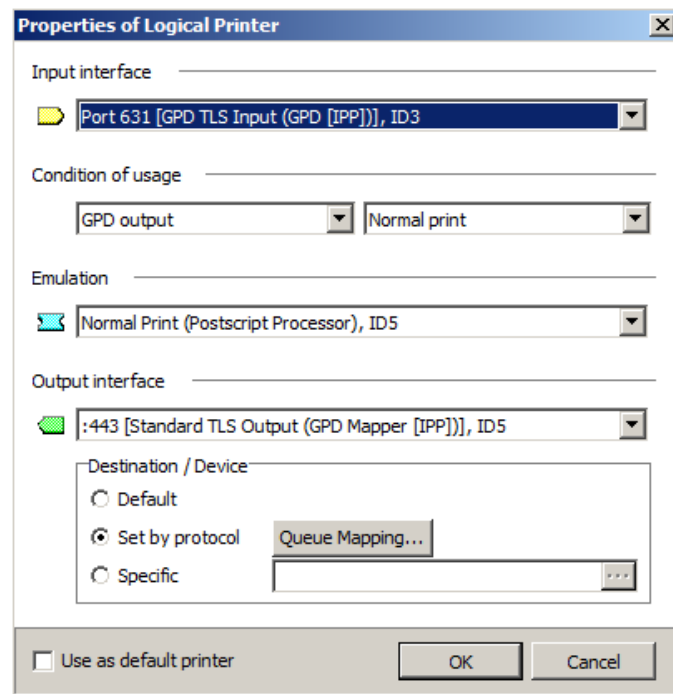 Properties of Logical Printer
Input interface
Port 631 [GPD TLS Input (GPD [IPP])], ID3
Condition of usage
GPD output Normal print
Emulation
Normal Print (Postscript Processor), ID5
Output interface
:443 [Standard TLS Output (GPD Mapper [IPP])], ID5
Destination / Device
Default
Set by protocol Queue Mapping...
Specific ...
Use as default printer OK Cancel